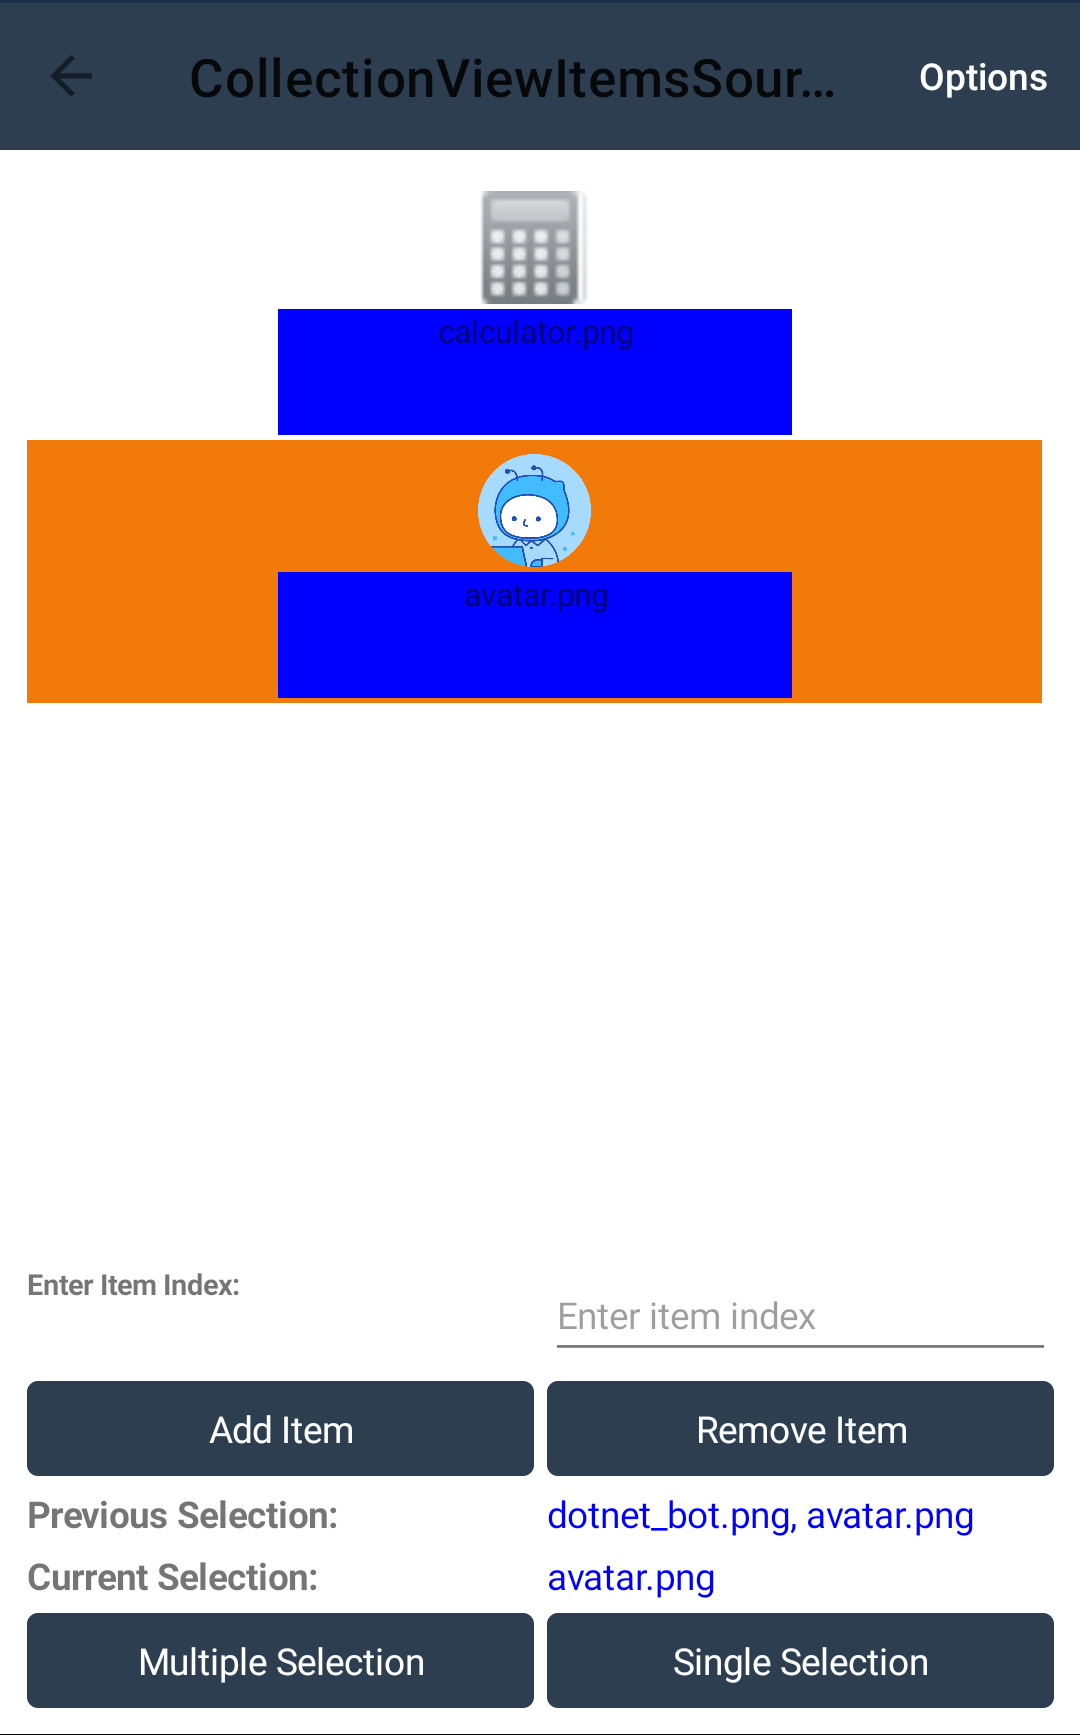 CollectionViewItemsSour...
Options
calculator.png
avatar.png
Enter Item Index:
Enter item index
Add Item
Remove Item
Previous Selection:
dotnet_bot.png, avatar.png
Current Selection:
avatar.png
Multiple Selection
Single Selection